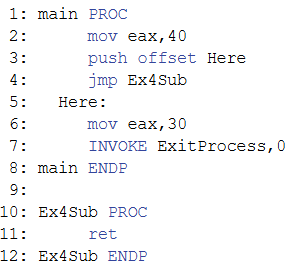 1: main PROC
2: mov eax,40
3: push offset Here
4: jmp Ex4Sub
5: Here:
6: mov eax,30
7: INVOKE ExitProcess,0
8: main ENDP
9:
10: Ex4Sub PROC
11: ret
12: Ex4Sub ENDP